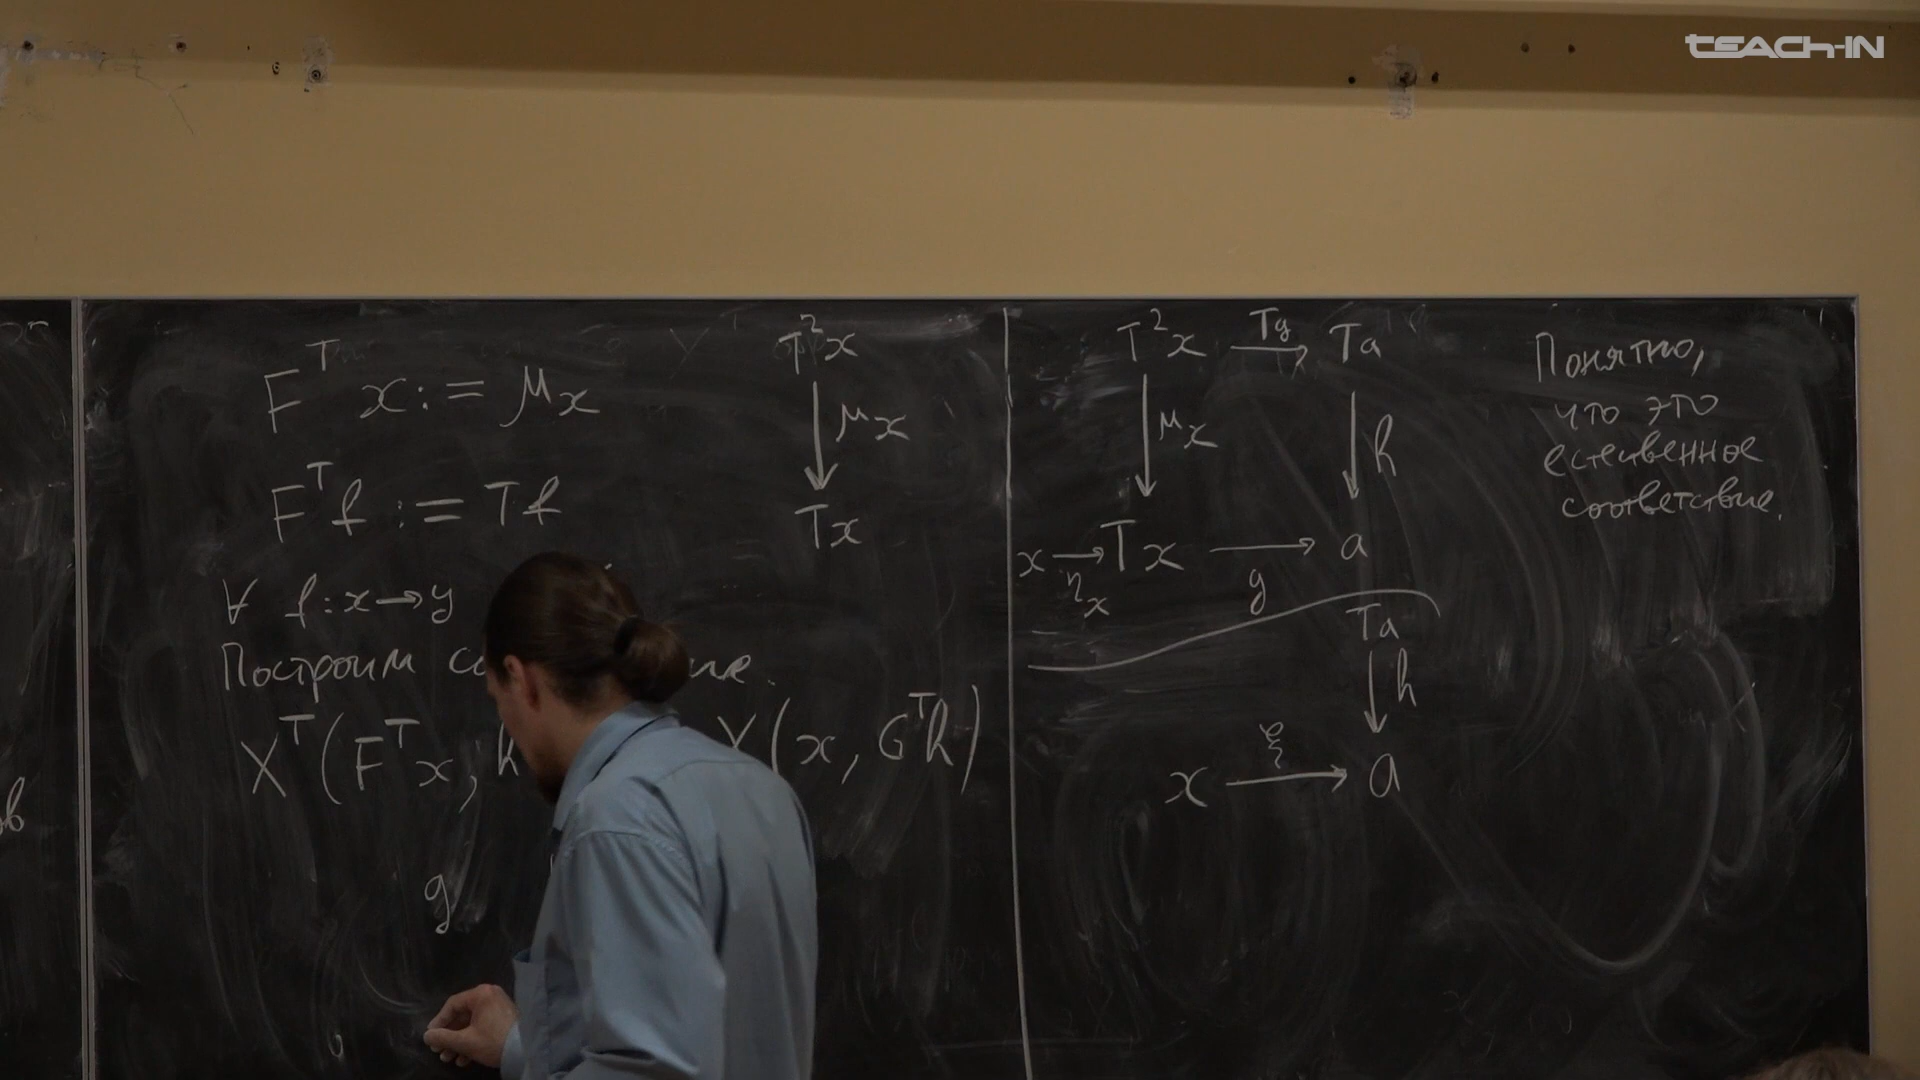 F^T x := μ_x
F^T f := Tf
∀ f: x → y
Построим
X^T(F^T x, h X(x, G^T h)
g
T^2 x
↓ μ_x
Tx
T^2 x →^{Tg} Ta
↓ μ_x ↓ h
x →_{η_x} Tx →_g a
Ta
↓ h
x →^ξ a
Понятно,
что это
естественное
соответствие.
TEACH-IN